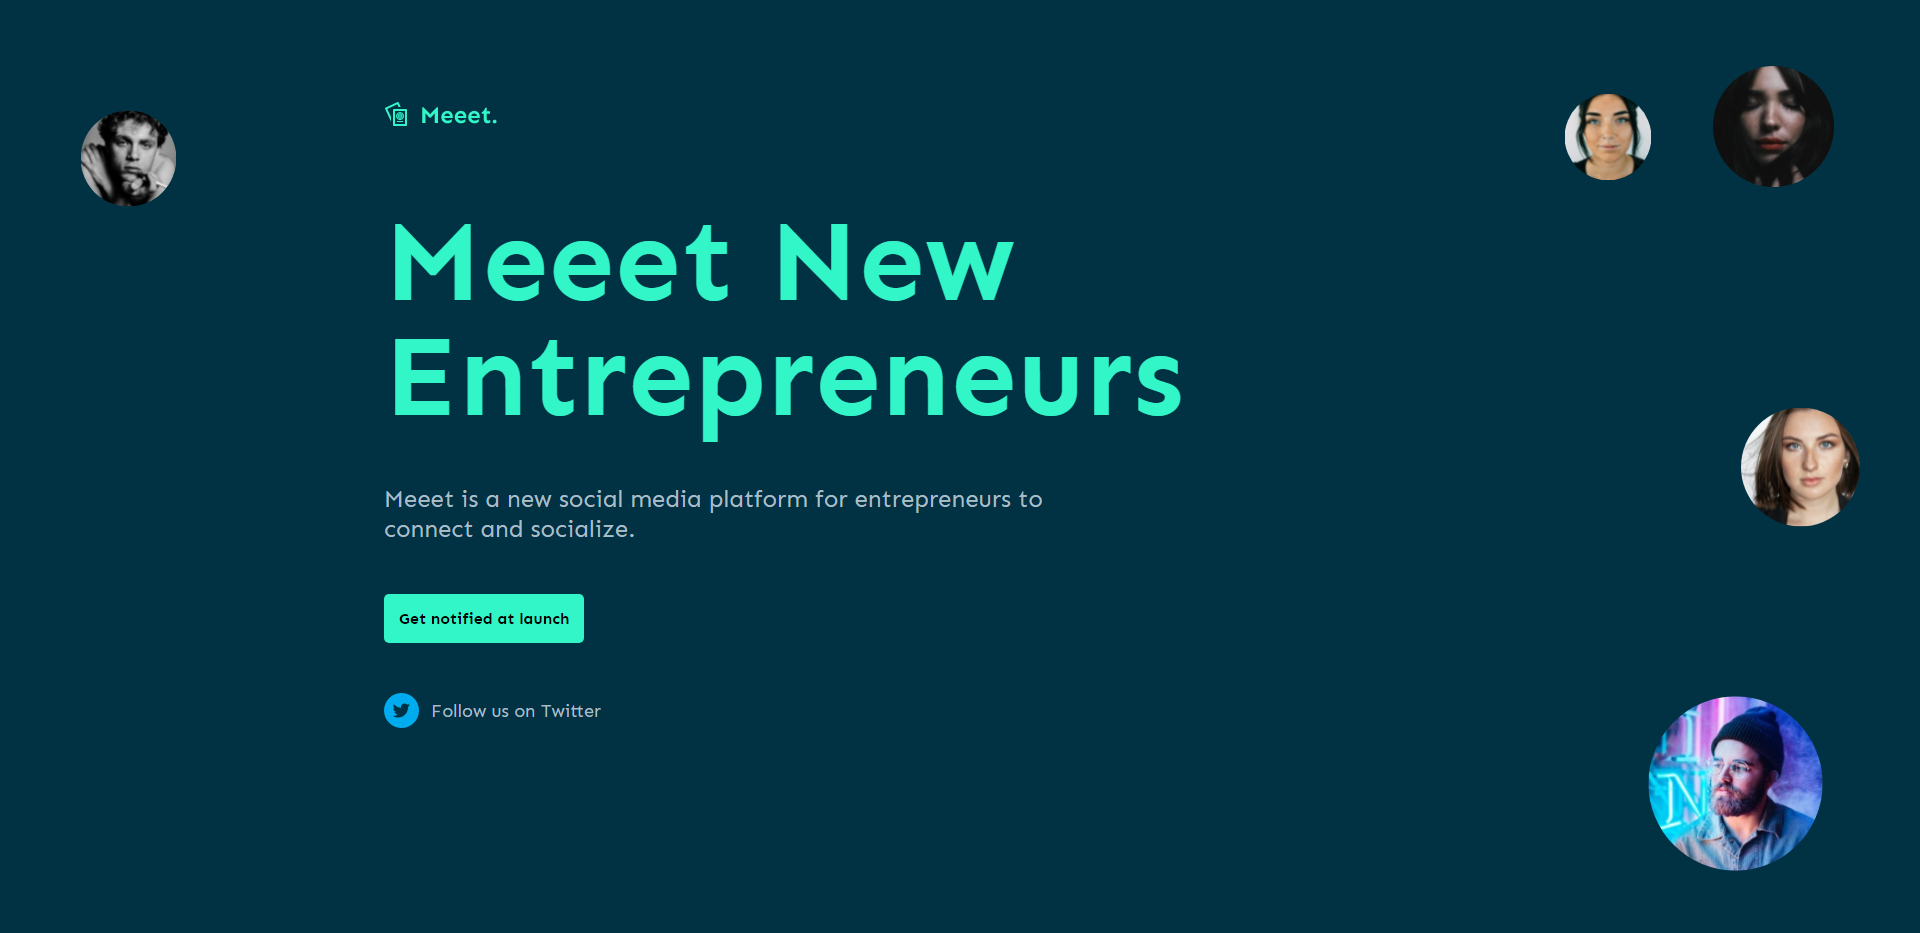 Meeet.
Meeet New
Entrepreneurs
Meeet is a new social media platform for entrepreneurs to
connect and socialize.
Get notified at launch
Follow us on Twitter